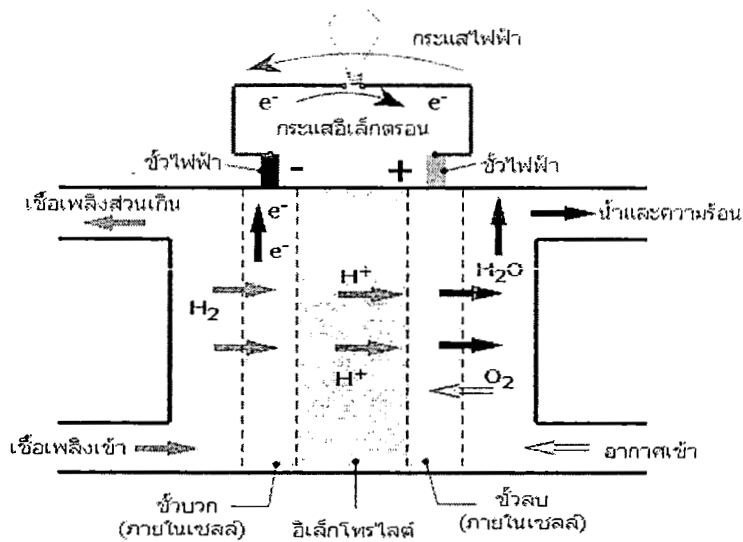 กระแสไฟฟ้า
e⁻ e⁻
กระแสอิเล็กตรอน
ขั้วไฟฟ้า - + ขั้วไฟฟ้า
เชื้อเพลิงส่วนเกิน
น้ำและความร้อน
e⁻
e⁻
H⁺
H₂O
H₂
H⁺
O₂
เชื้อเพลิงเข้า
อากาศเข้า
ขั้วบวก
(ภายในเซลล์)
อิเล็กโทรไลต์
ขั้วลบ
(ภายในเซลล์)